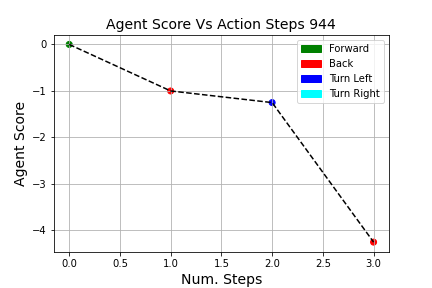 Agent Score Vs Action Steps 944
Agent Score
0
−1
−2
−3
−4
Forward
Back
Turn Left
Turn Right
0.0 0.5 1.0 1.5 2.0 2.5 3.0
Num. Steps